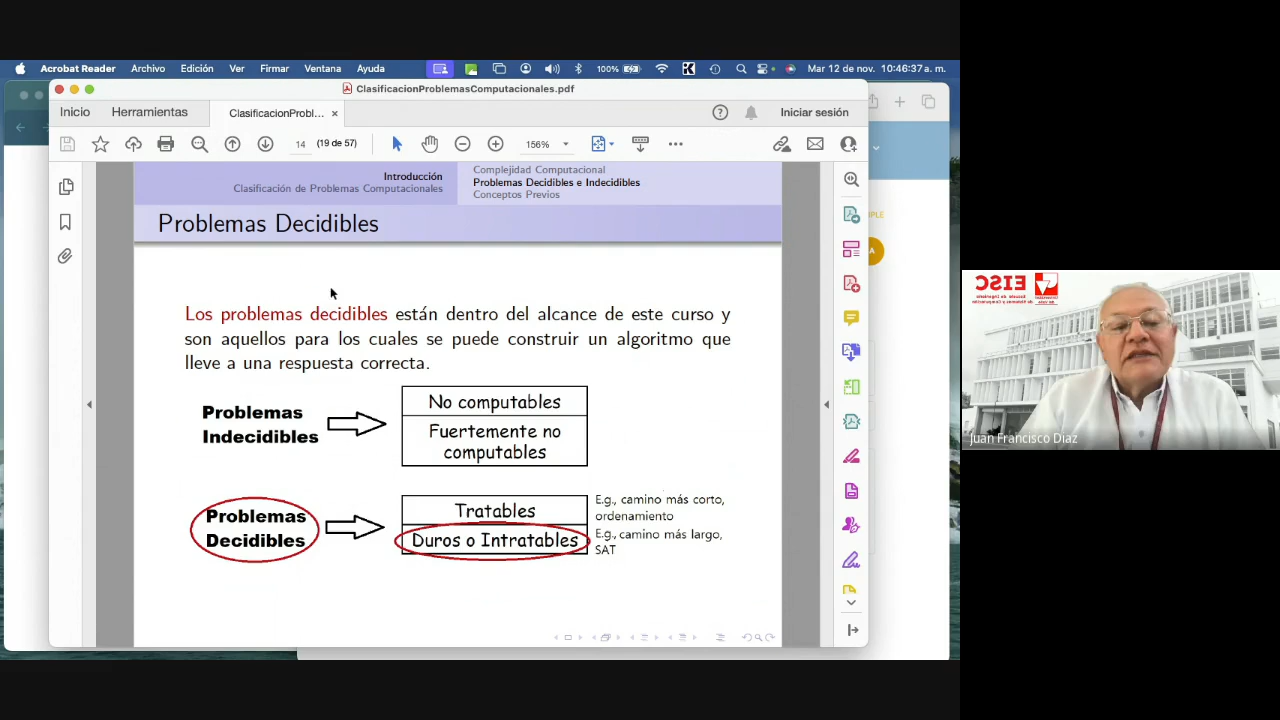 Acrobat Reader Archivo Edición Ver Firmar Ventana Ayuda 100% Mar 12 de nov. 10:46:37 a. m.
ClasificacionProblemasComputacionales.pdf
Inicio Herramientas ClasificacionProbl... × Iniciar sesión
14 (19 de 57) 156%
Introducción
Clasificación de Problemas Computacionales
Complejidad Computacional
Problemas Decidibles e Indecidibles
Conceptos Previos
Problemas Decidibles
Los problemas decidibles están dentro del alcance de este curso y
son aquellos para los cuales se puede construir un algoritmo que
lleve a una respuesta correcta.
Problemas
Indecidibles
No computables
Fuertemente no
computables
Problemas
Decidibles
Tratables
Duros o Intratables
E.g., camino más corto,
ordenamiento
E.g., camino más largo,
SAT
EISC
Juan Francisco Diaz